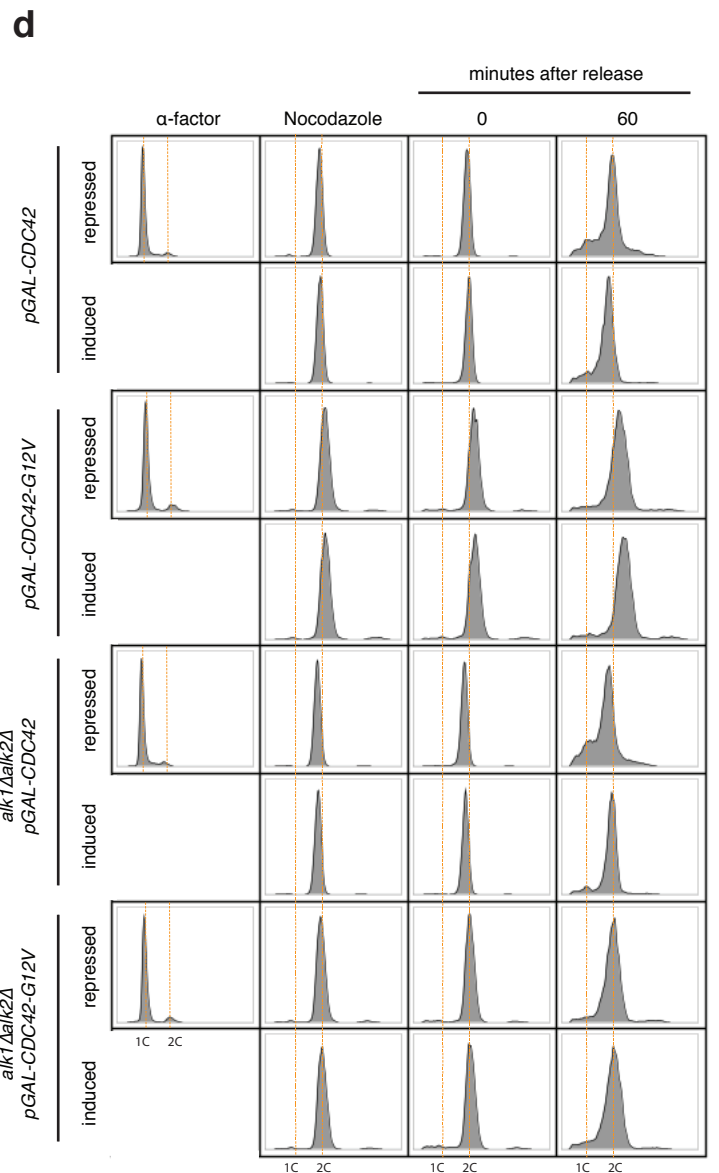 d
minutes after release
α-factor Nocodazole 0 60
pGAL-CDC42
repressed
induced
pGAL-CDC42-G12V
repressed
induced
alk1Δalk2Δ
pGAL-CDC42
repressed
induced
alk1Δalk2Δ
pGAL-CDC42-G12V
repressed
induced
1C 2C
1C 2C 1C 2C 1C 2C